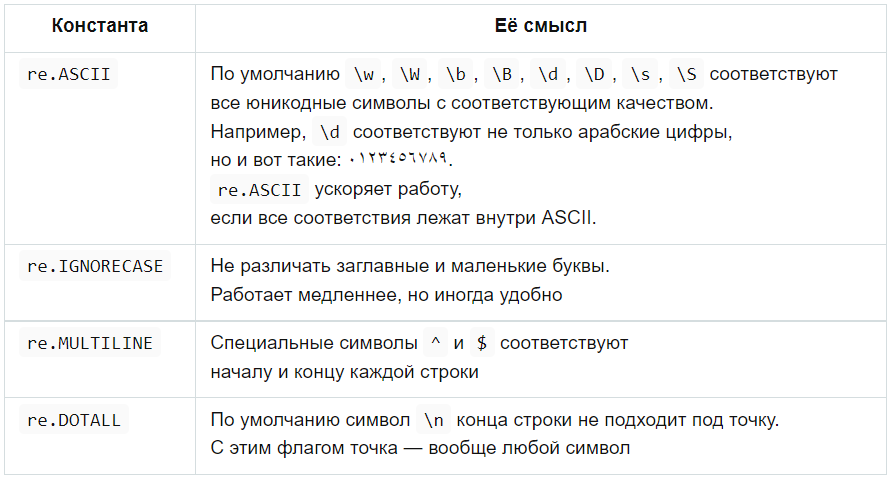 Константа Её смысл
re.ASCII По умолчанию \w , \W , \b , \B , \d , \D , \s , \S соответствуют
все юникодные символы с соответствующим качеством.
Например, \d соответствуют не только арабские цифры,
но и вот такие: ٠١٢٣٤٥٦٧٨٩.
re.ASCII ускоряет работу,
если все соответствия лежат внутри ASCII.
re.IGNORECASE Не различать заглавные и маленькие буквы.
Работает медленнее, но иногда удобно
re.MULTILINE Специальные символы ^ и $ соответствуют
началу и концу каждой строки
re.DOTALL По умолчанию символ \n конца строки не подходит под точку.
С этим флагом точка — вообще любой символ